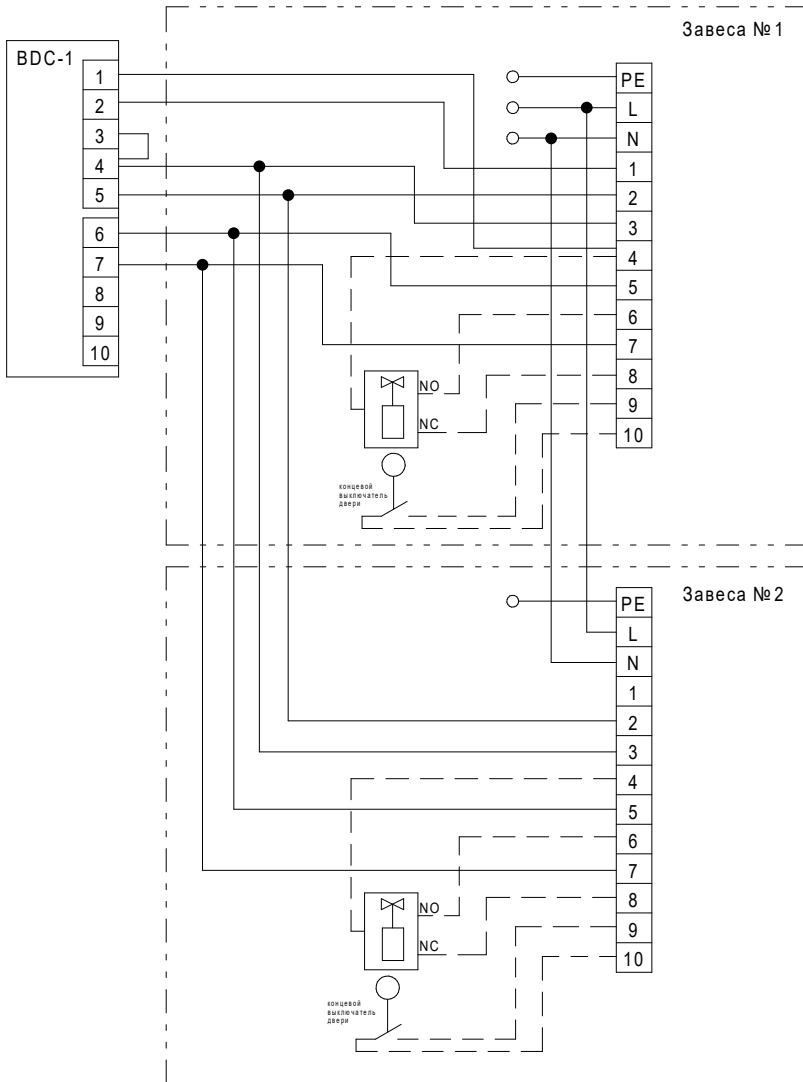 Завеса №1
BDC-1
1
2
3
4
5
6
7
8
9
10
PE
L
N
1
2
3
4
5
6
7
8
9
10
NO
NC
концевой
выключатель
двери
Завеса №2
PE
L
N
1
2
3
4
5
6
7
8
9
10
NO
NC
концевой
выключатель
двери